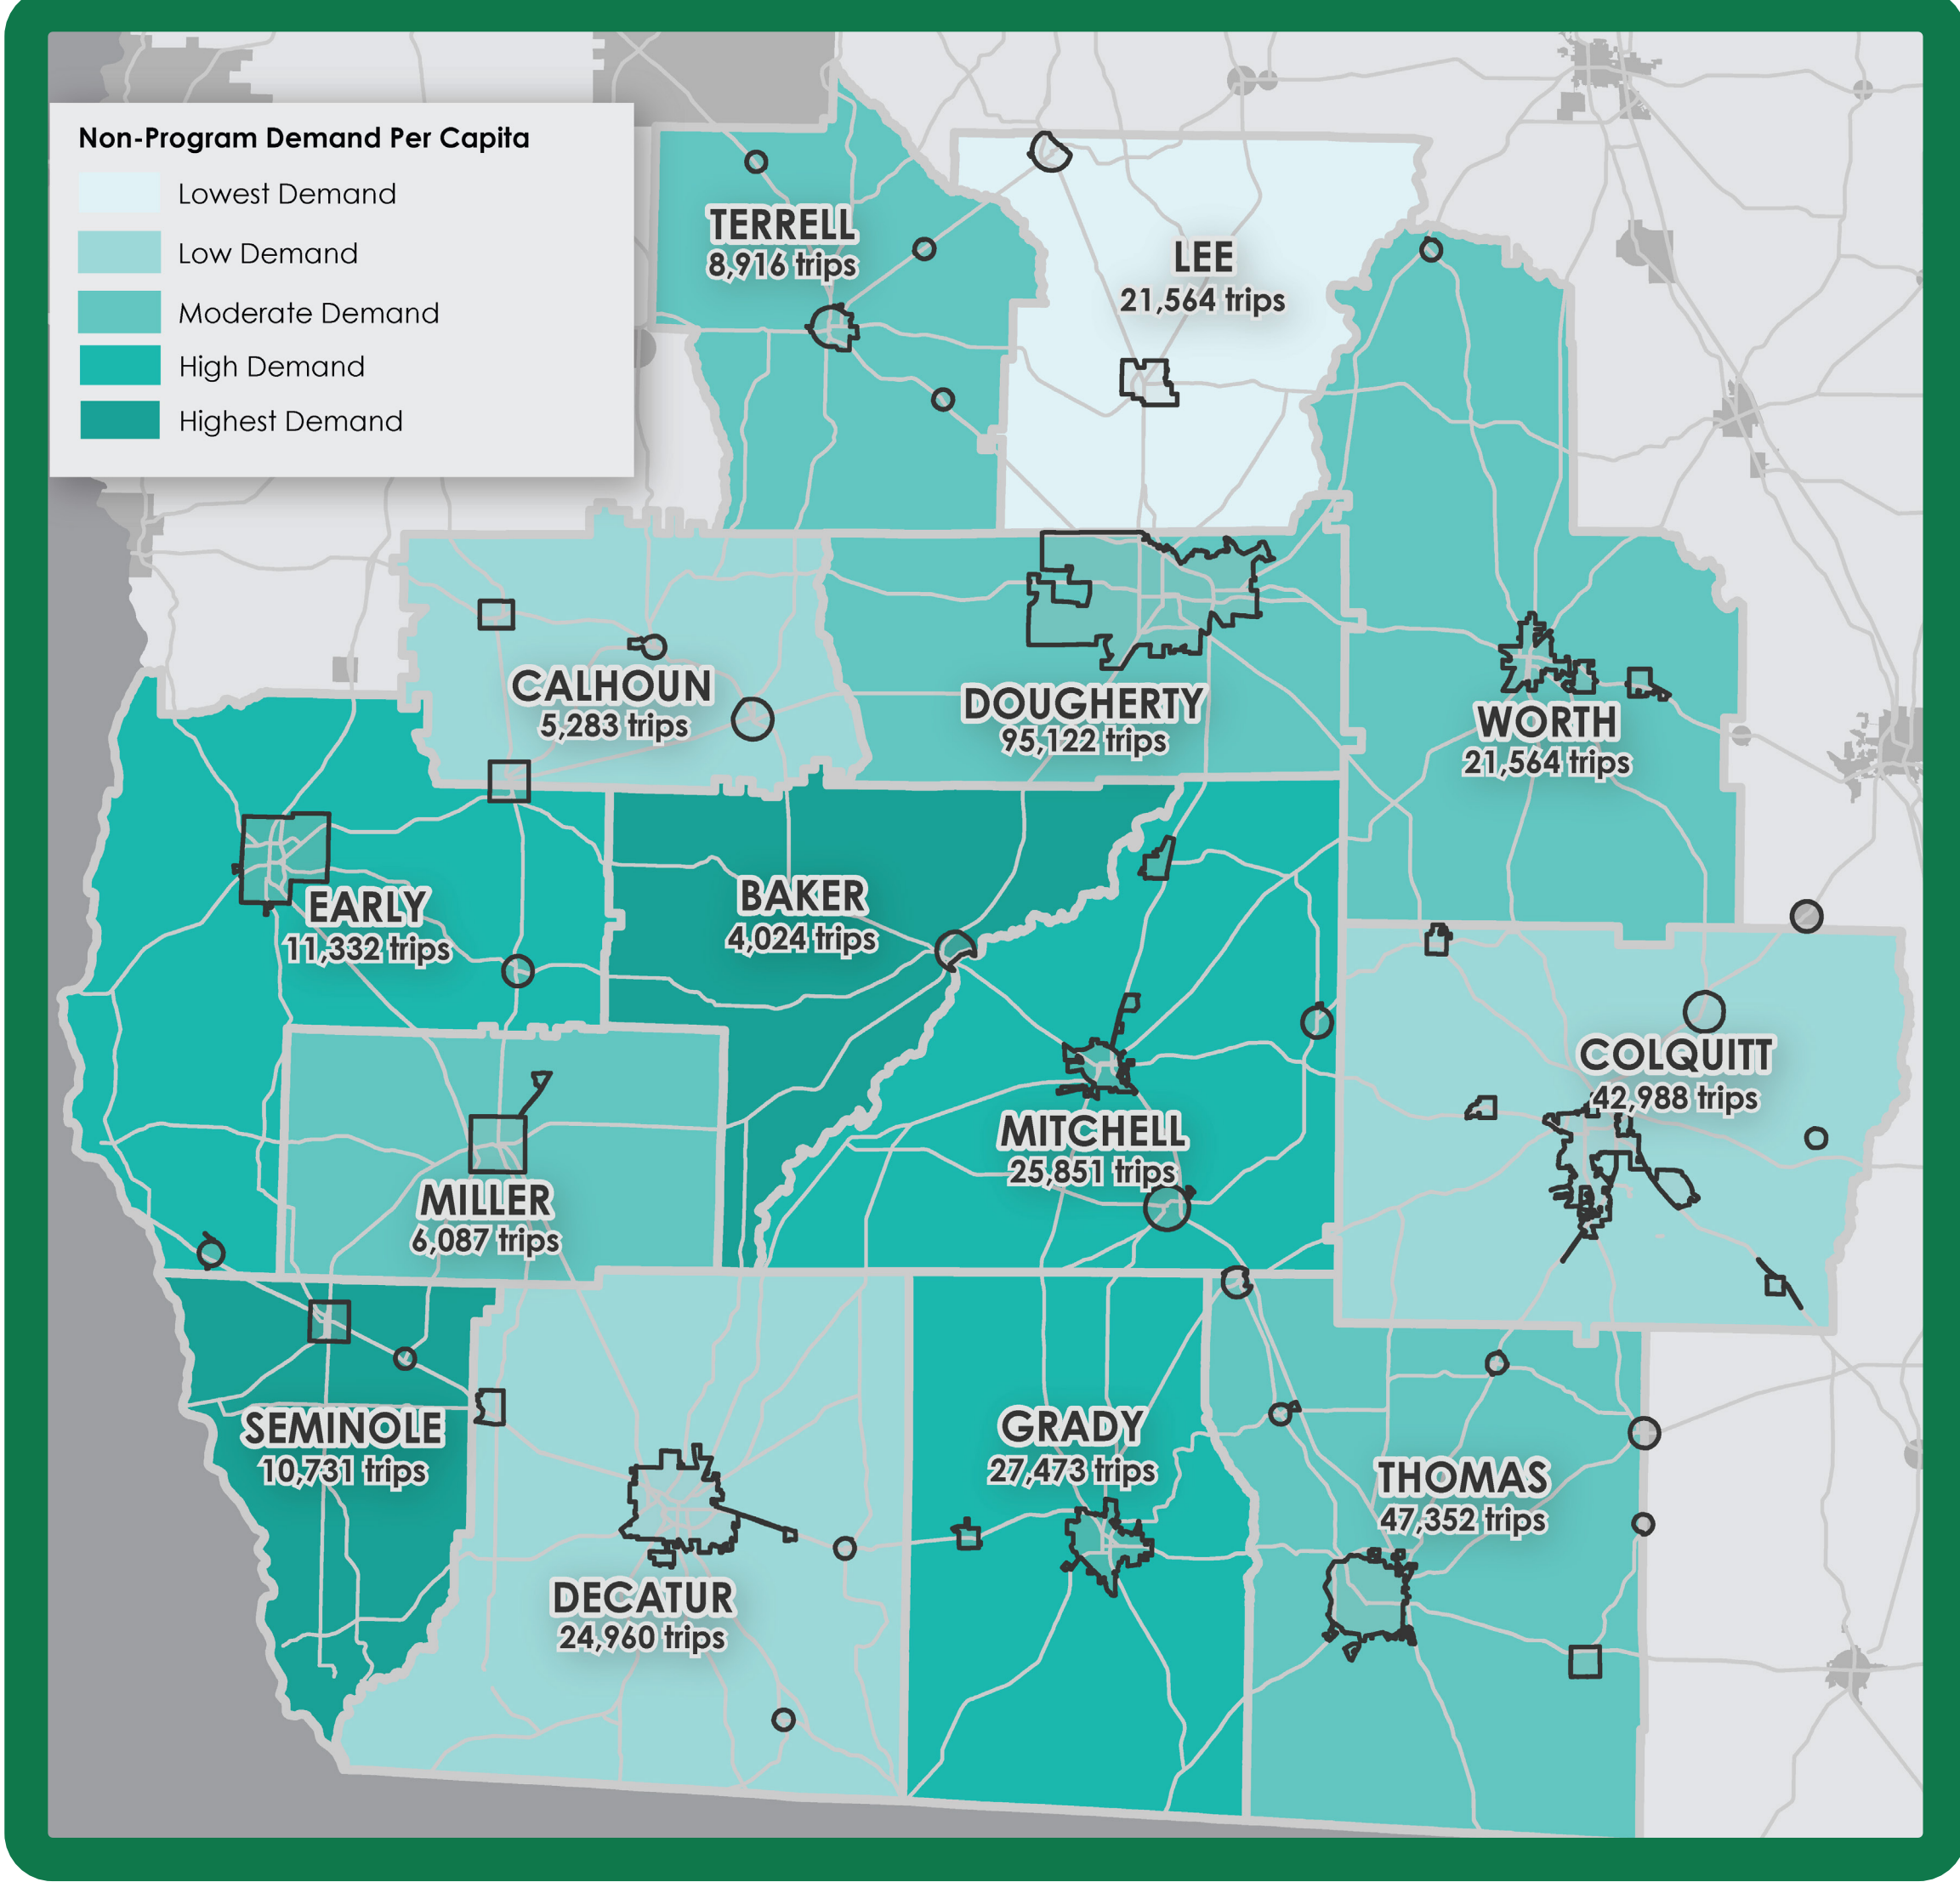 Non-Program Demand Per Capita
Lowest Demand
Low Demand
Moderate Demand
High Demand
Highest Demand
TERRELL
8,916 trips
LEE
21,564 trips
CALHOUN
5,283 trips
DOUGHERTY
95,122 trips
WORTH
21,564 trips
EARLY
11,332 trips
BAKER
4,024 trips
COLQUITT
42,988 trips
MITCHELL
25,851 trips
MILLER
6,087 trips
SEMINOLE
10,731 trips
GRADY
27,473 trips
THOMAS
47,352 trips
DECATUR
24,960 trips